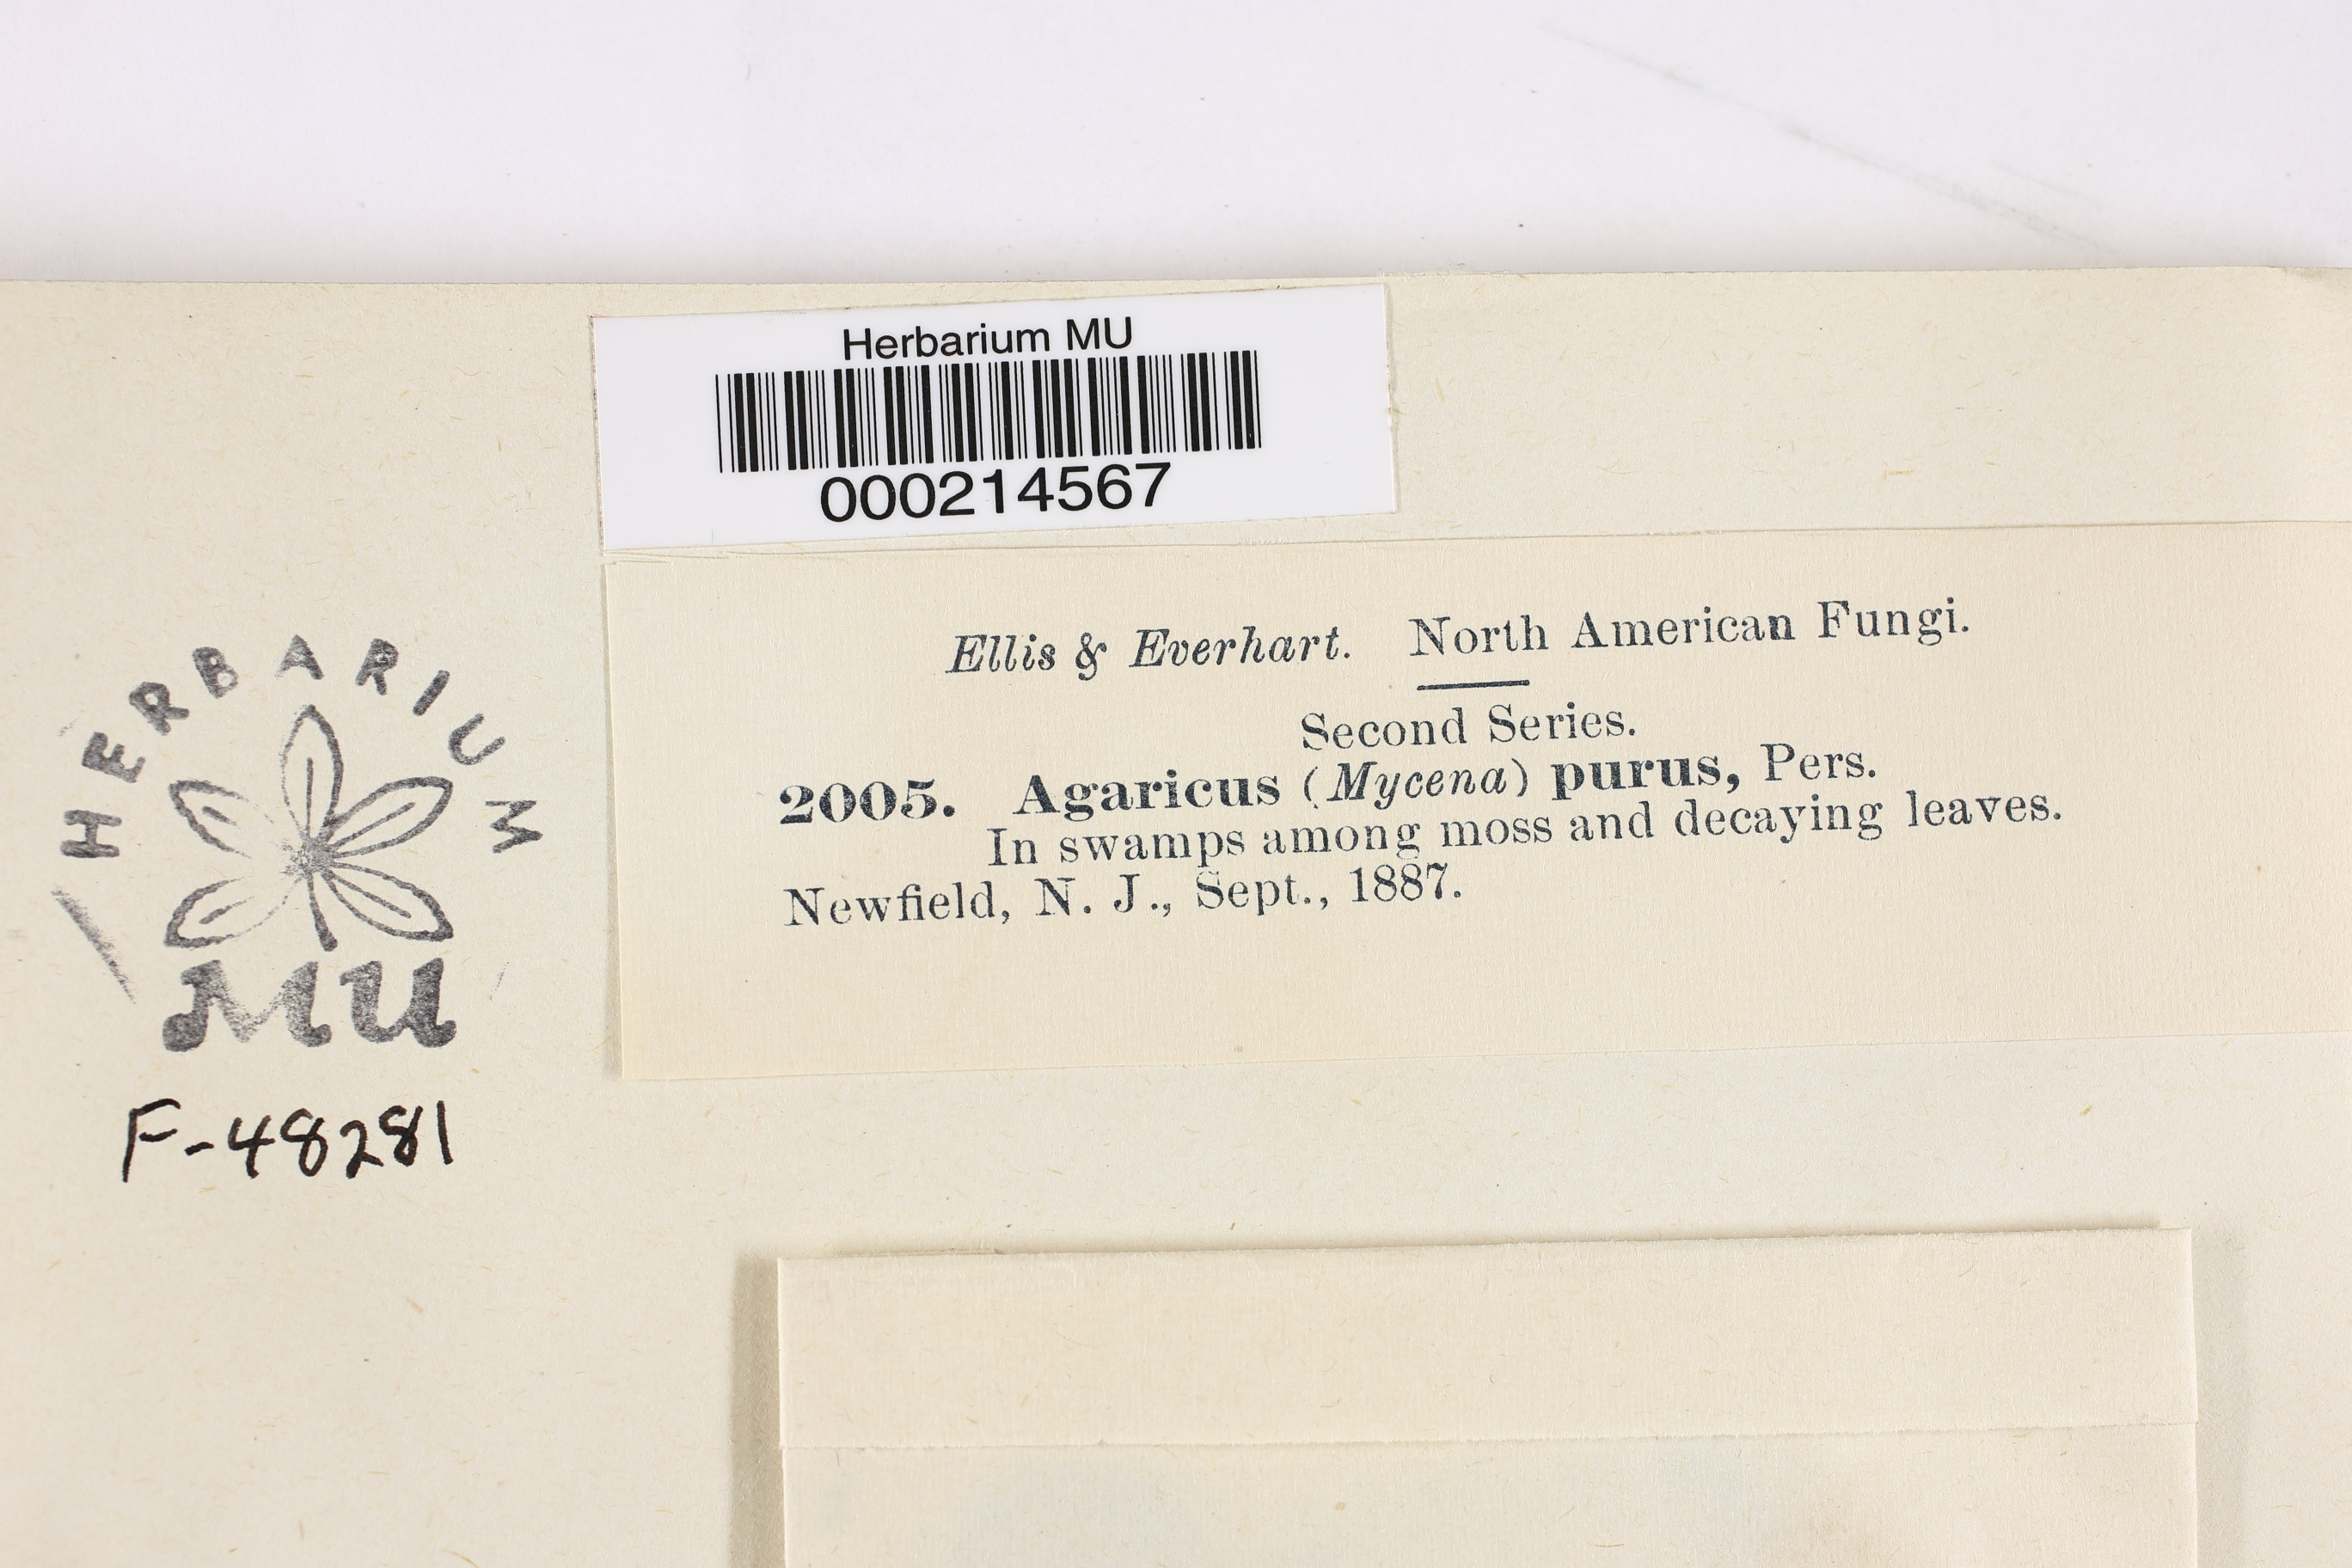 Herbarium MU
000214567
Ellis & Everhart. North American Fungi.
Second Series.
2005. Agaricus (Mycena) purus, Pers.
In swamps among moss and decaying leaves.
Newfield, N. J., Sept., 1887.
HERBARIUM
MU
F-48281